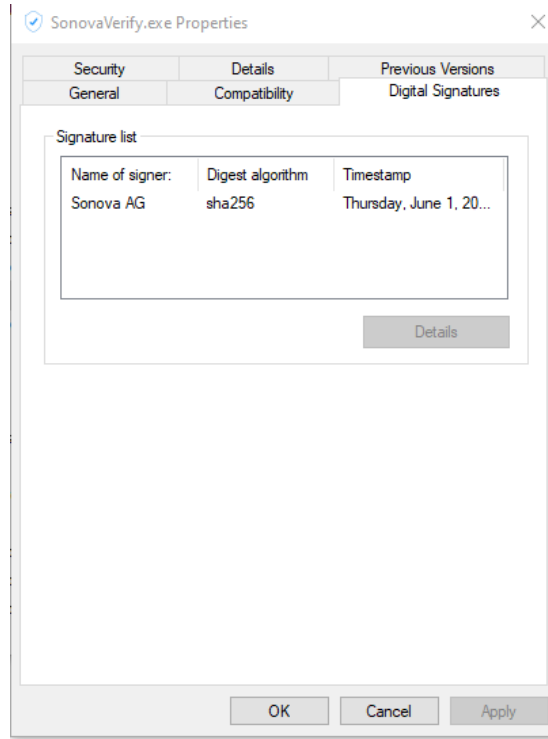 SonovaVerify.exe Properties
Security Details Previous Versions
General Compatibility Digital Signatures
Signature list
Name of signer: Digest algorithm Timestamp
Sonova AG sha256 Thursday, June 1, 20...
Details
OK Cancel Apply